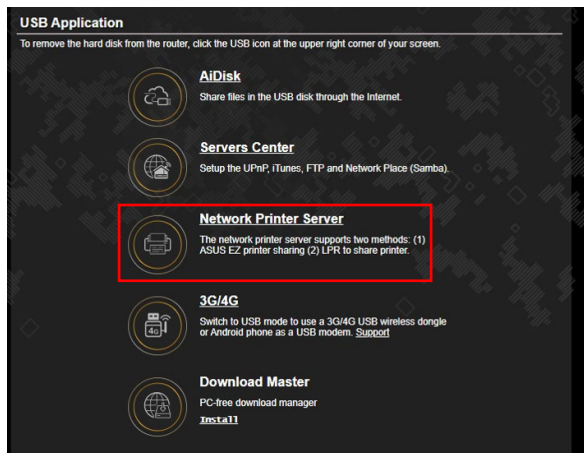 USB Application
To remove the hard disk from the router, click the USB icon at the upper right corner of your screen.
AiDisk
Share files in the USB disk through the Internet.
Servers Center
Setup the UPnP, iTunes, FTP and Network Place (Samba).
Network Printer Server
The network printer server supports two methods: (1)
ASUS EZ printer sharing (2) LPR to share printer.
4G
3G/4G
Switch to USB mode to use a 3G/4G USB wireless dongle
or Android phone as a USB modem. Support
Download Master
PC-free download manager
Install